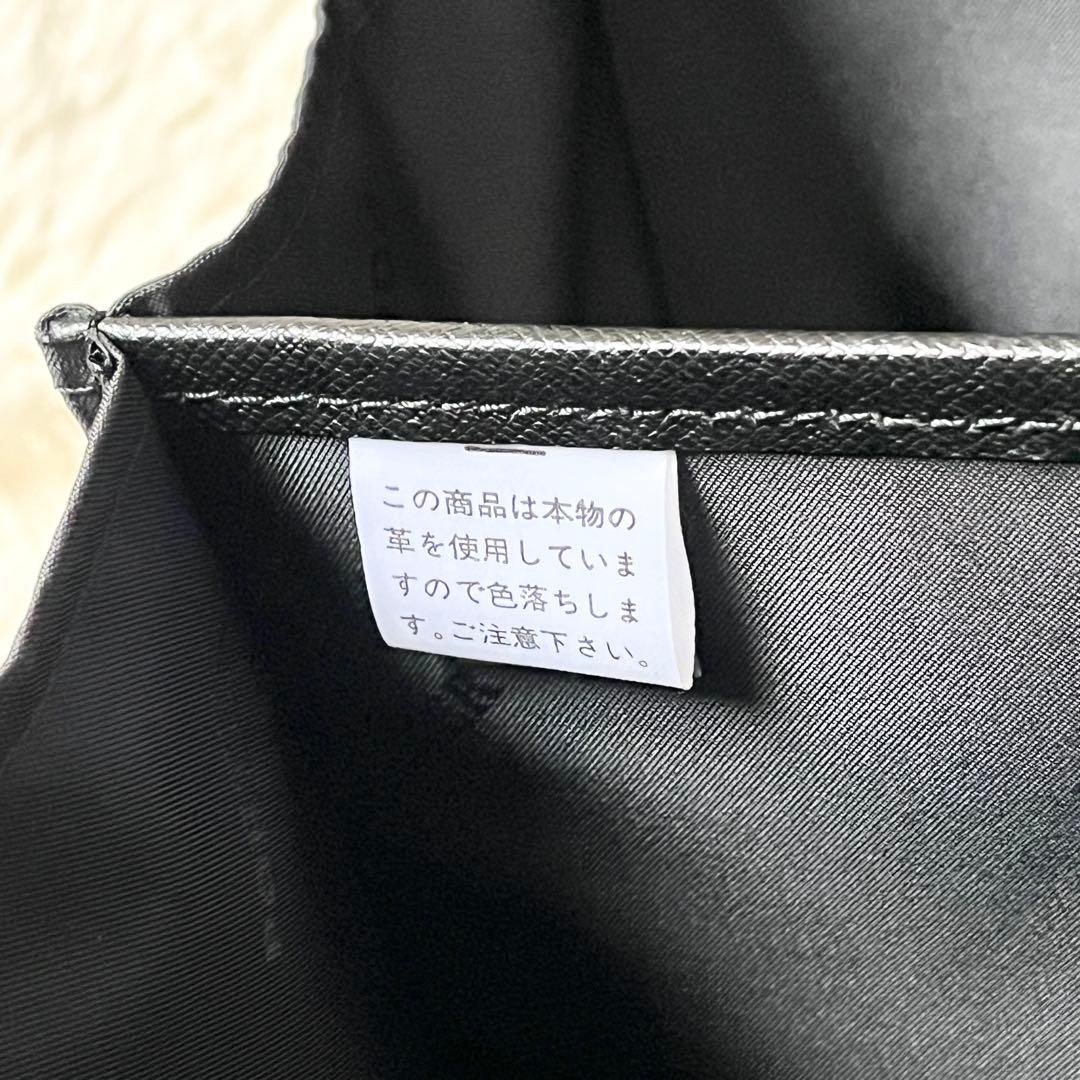 この商品は本物の
革を使用していま
すので色落ちしま
す。ご注意下さい。